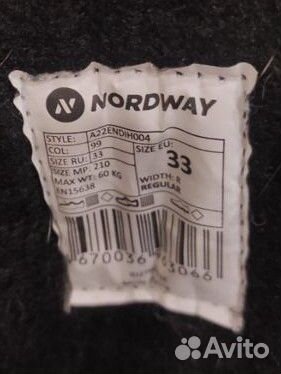 NORDWAY
STYLE: A22ENDIH004
COL: 99
SIZE RU: 33
SIZE MP: 210
MAX WT: 60 KG
EN15638
SIZE EU:
33
WIDTH: R
REGULAR
Avito